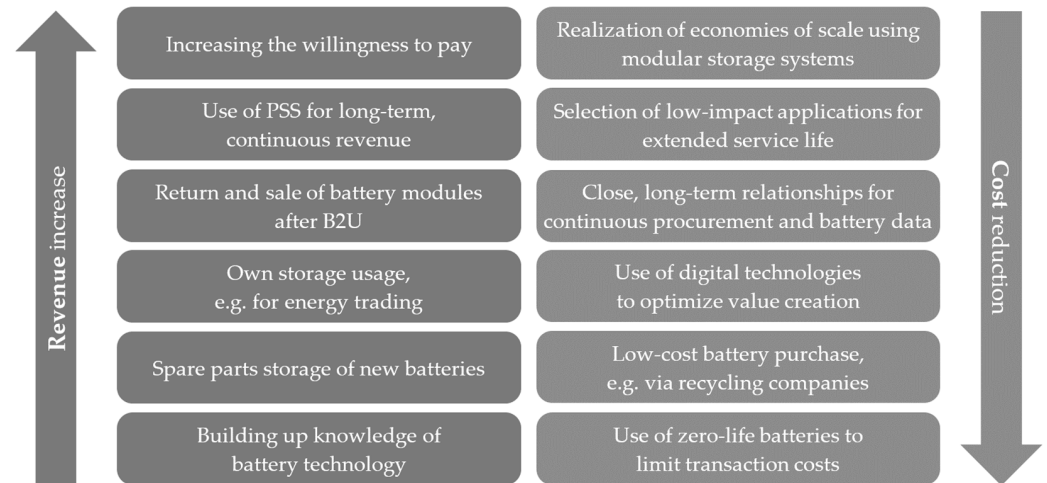 Revenue increase
Increasing the willingness to pay
Use of PSS for long-term,
continuous revenue
Return and sale of battery modules
after B2U
Own storage usage,
e.g. for energy trading
Spare parts storage of new batteries
Building up knowledge of
battery technology
Realization of economies of scale using
modular storage systems
Selection of low-impact applications for
extended service life
Close, long-term relationships for
continuous procurement and battery data
Use of digital technologies
to optimize value creation
Low-cost battery purchase,
e.g. via recycling companies
Use of zero-life batteries to
limit transaction costs
Cost reduction